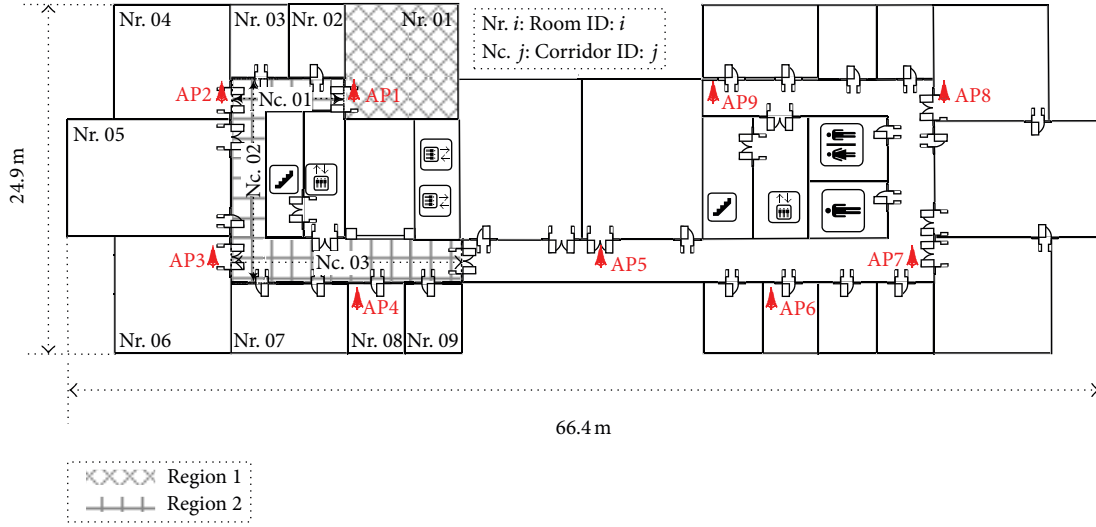 Nr. 04
Nr. 03
Nr. 02
Nr. 01
Nr. i: Room ID: i
Nc. j: Corridor ID: j
AP2
Nc. 01
AP1
AP9
AP8
Nr. 05
Nc. 02
24.9 m
AP3
Nc. 03
AP5
AP7
AP4
AP6
Nr. 06
Nr. 07
Nr. 08
Nr. 09
66.4 m
Region 1
Region 2